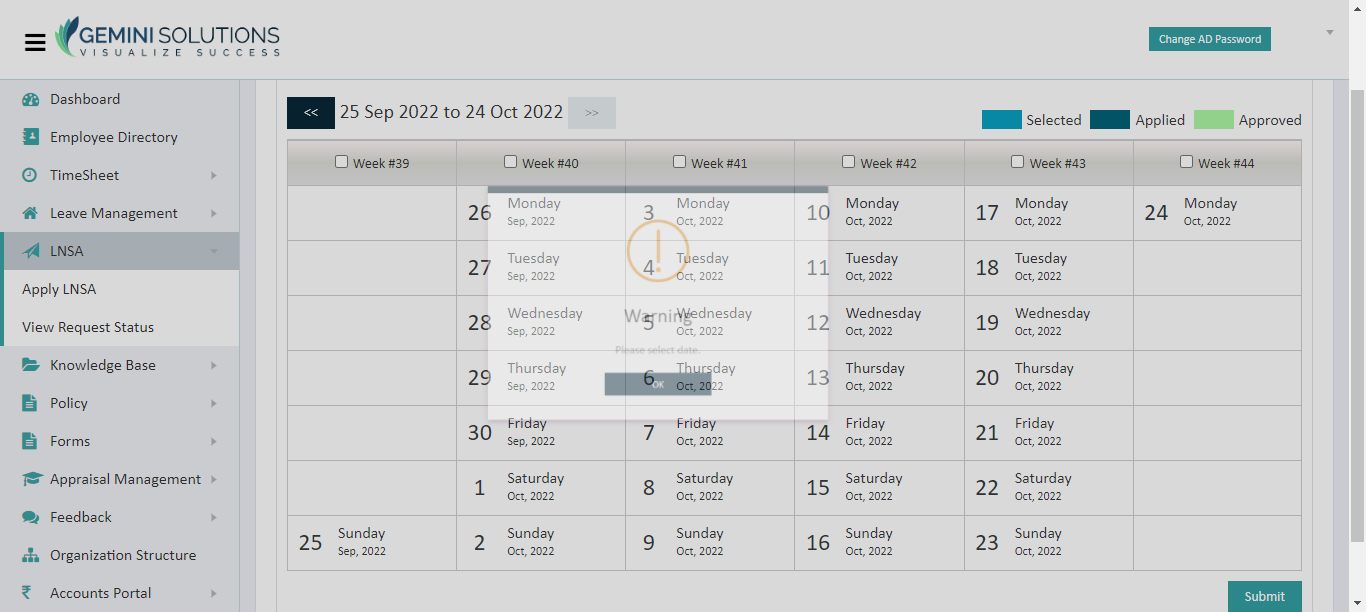 GEMINI SOLUTIONS
VISUALIZE SUCCESS
Change AD Password
Dashboard
Employee Directory
TimeSheet
Leave Management
LNSA
Apply LNSA
View Request Status
Knowledge Base
Policy
Forms
Appraisal Management
Feedback
Organization Structure
Accounts Portal
<< 25 Sep 2022 to 24 Oct 2022 >>
Selected Applied Approved
Week #39 Week #40 Week #41 Week #42 Week #43 Week #44
26 Monday 3 Monday 10 Monday 17 Monday 24 Monday
Sep, 2022 Oct, 2022 Oct, 2022 Oct, 2022 Oct, 2022
27 Tuesday 4 Tuesday 11 Tuesday 18 Tuesday
Sep, 2022 Oct, 2022 Oct, 2022 Oct, 2022
28 Wednesday 5 Wednesday 12 Wednesday 19 Wednesday
Sep, 2022 Oct, 2022 Oct, 2022 Oct, 2022
29 Thursday 6 Thursday 13 Thursday 20 Thursday
Sep, 2022 Oct, 2022 Oct, 2022 Oct, 2022
30 Friday 7 Friday 14 Friday 21 Friday
Sep, 2022 Oct, 2022 Oct, 2022 Oct, 2022
1 Saturday 8 Saturday 15 Saturday 22 Saturday
Oct, 2022 Oct, 2022 Oct, 2022 Oct, 2022
25 Sunday 2 Sunday 9 Sunday 16 Sunday 23 Sunday
Sep, 2022 Oct, 2022 Oct, 2022 Oct, 2022 Oct, 2022
Warning
Please select date.
OK
Submit